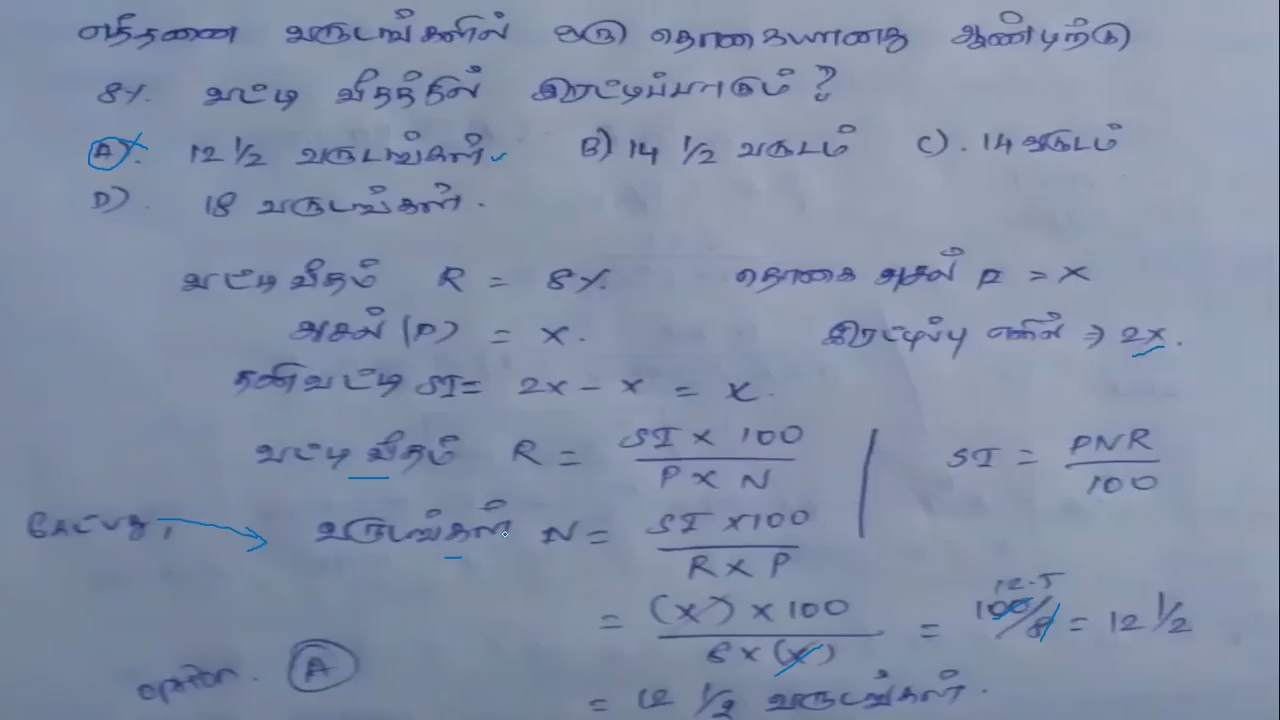 எத்தனை வருடங்களில் ஒரு தொகையானது ஆண்டிற்கு
8% வட்டி வீதத்தில் இரட்டிப்பாகும் ?
A). 12 1/2 வருடங்கள் B) 14 1/2 வருடம் C). 14 வருடம்
D). 18 வருடங்கள்.
வட்டி வீதம் R = 8% தொகை அசல் P = x
அசல் (P) = x. இரட்டிப்பு எனில் ⇒ 2x.
தனிவட்டி SI = 2x - x = x.
வட்டி வீதம் R = SI x 100 / P x N | SI = PNR / 100
கேட்பது, வருடங்கள் N = SI x 100 / R x P
= (x) x 100 / 8 x (x) = 100/8 12.5 = 12 1/2
option. A = 12 1/2 வருடங்கள்.